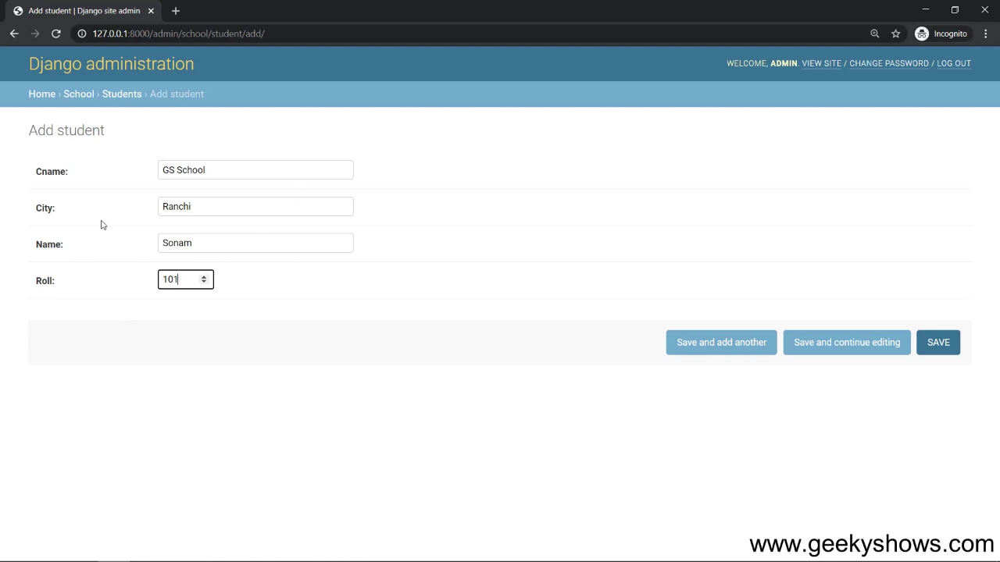 Add student | Django site admin
127.0.0.1:8000/admin/school/student/add/
Incognito
Django administration
WELCOME, ADMIN. VIEW SITE / CHANGE PASSWORD / LOG OUT
Home › School › Students › Add student
Add student
Cname: GS School
City: Ranchi
Name: Sonam
Roll: 101
Save and add another Save and continue editing SAVE
www.geekyshows.com